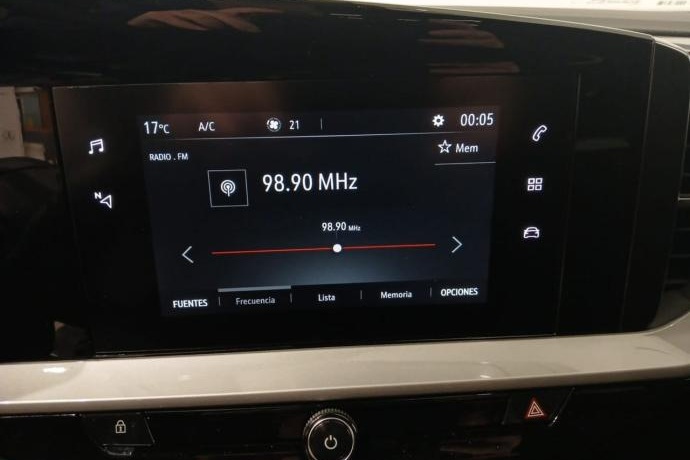 17°C A/C 21 00:05
RADIO . FM
Mem
98.90 MHz
98.90 MHz
N
FUENTES Frecuencia Lista Memoria OPCIONES